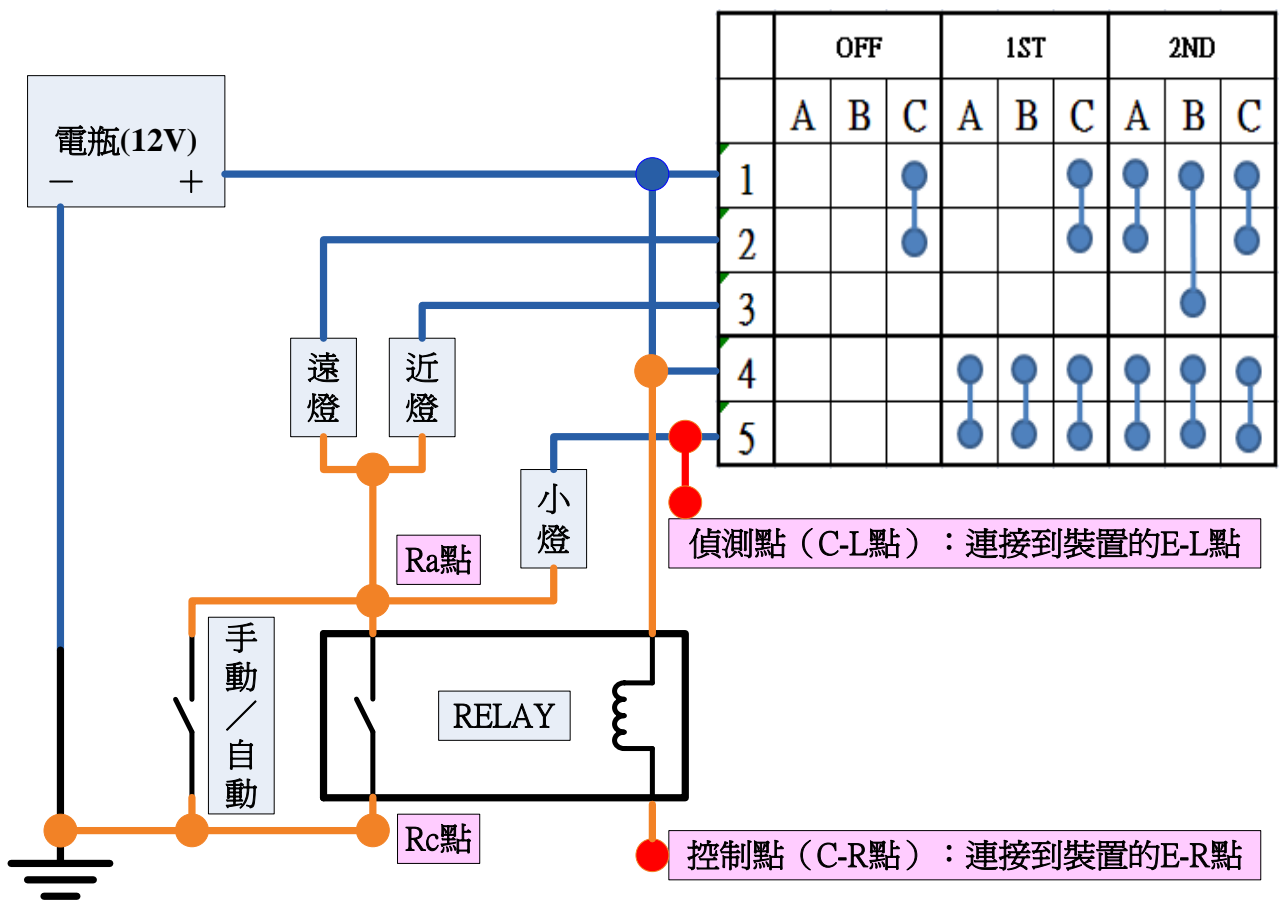 OFF 1ST 2ND
A B C A B C A B C
電瓶(12V)
－ ＋
1
2
3
4
5
遠燈
近燈
小燈
偵測點（C-L點）：連接到裝置的E-L點
Ra點
手動／自動
RELAY
Rc點
控制點（C-R點）：連接到裝置的E-R點